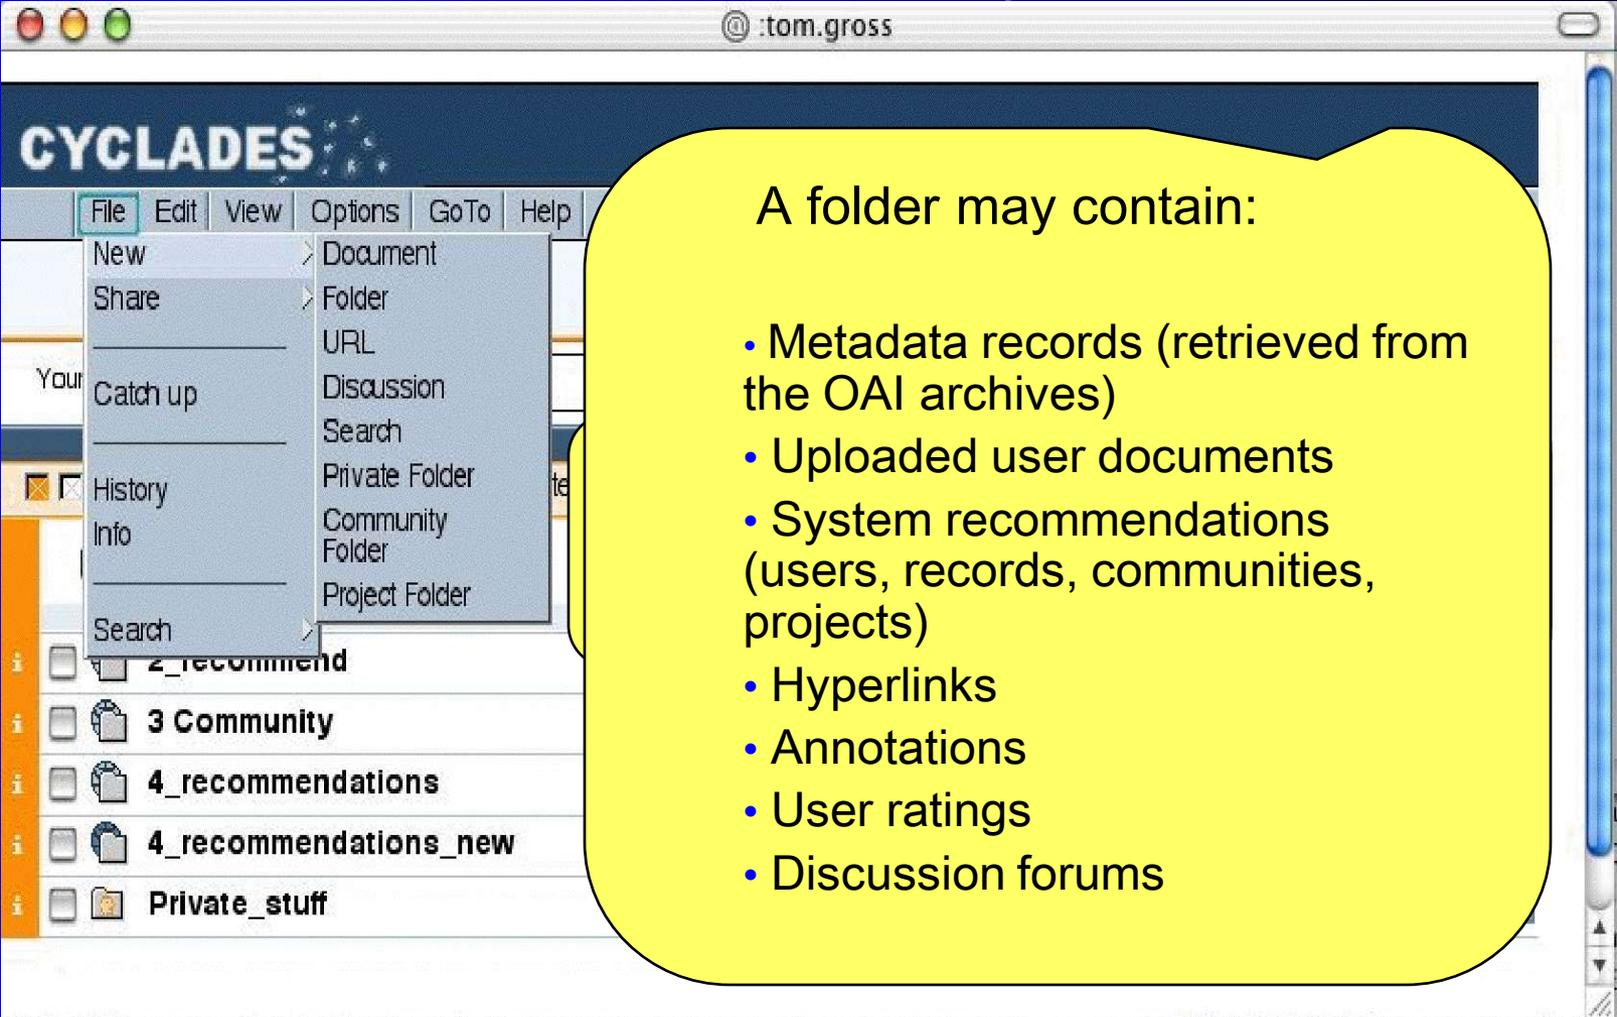 @ :tom.gross
CYCLADES
File Edit View Options GoTo Help
New
Share
Catch up
History
Info
Search
Document
Folder
URL
Discussion
Search
Private Folder
Community
Folder
Project Folder
Your
te
2_recommend
3 Community
4_recommendations
4_recommendations_new
Private_stuff
A folder may contain:
• Metadata records (retrieved from
the OAI archives)
• Uploaded user documents
• System recommendations
(users, records, communities,
projects)
• Hyperlinks
• Annotations
• User ratings
• Discussion forums